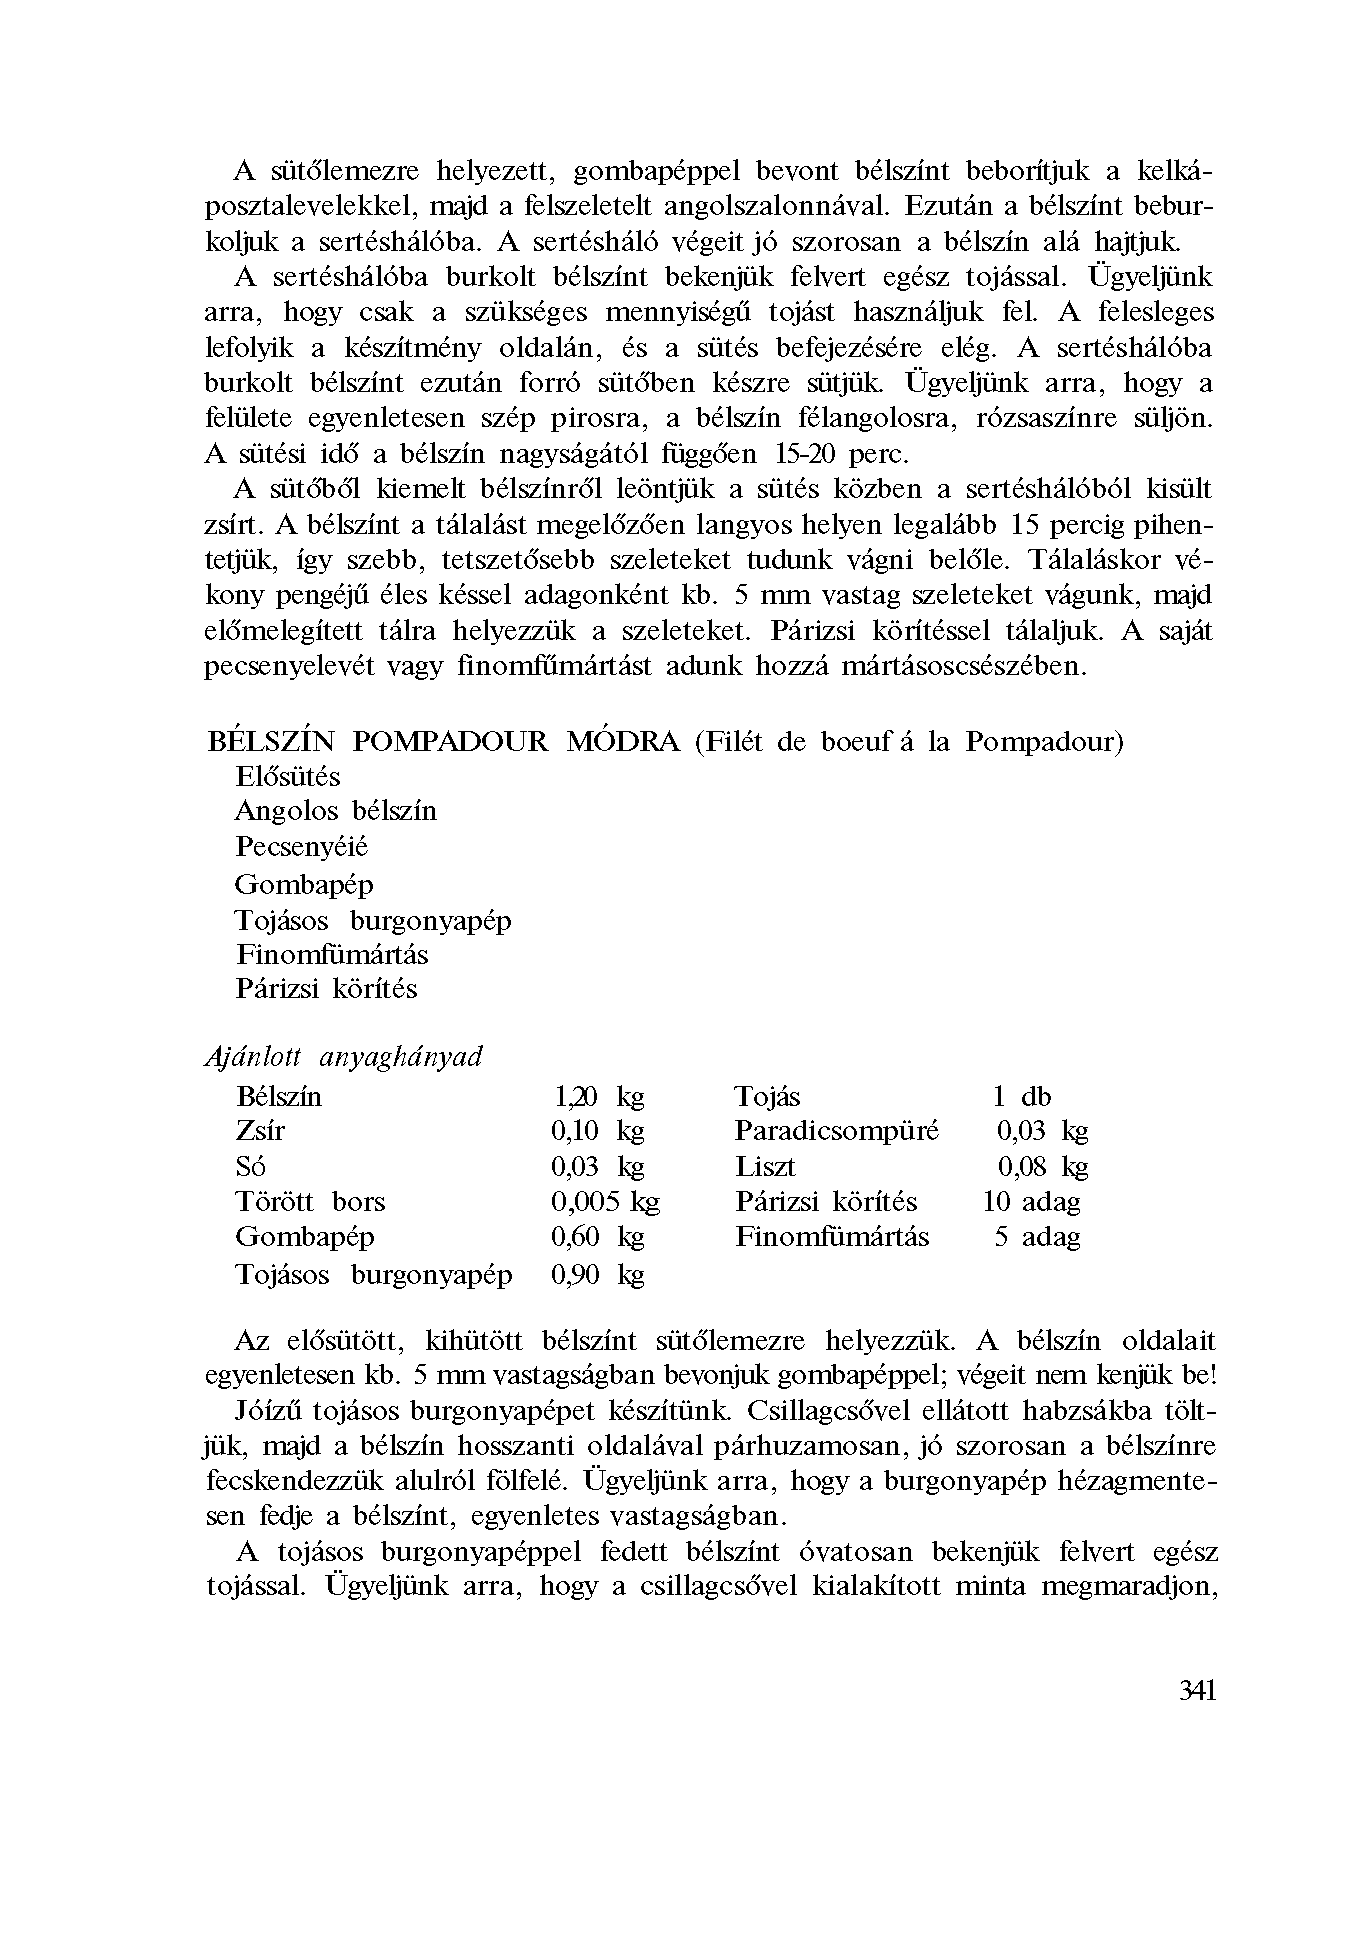 A sütőlemezre helyezett, gombapéppel bevont bélszínt beborítjuk a kelká-
posztalevelekkel, majd a felszeletelt angolszalonnával. Ezután a bélszínt bebur-
koljuk a sertéshálóba. A sertésháló végeit jó szorosan a bélszín alá hajtjuk.
A sertéshálóba burkolt bélszínt bekenjük felvert egész tojással. Ügyeljünk
arra, hogy csak a szükséges mennyiségű tojást használjuk fel. A felesleges
lefolyik a készítmény oldalán, és a sütés befejezésére elég. A sertéshálóba
burkolt bélszínt ezután forró sütőben készre sütjük. Ügyeljünk arra, hogy a
felülete egyenletesen szép pirosra, a bélszín félangolosra, rózsaszínre süljön.
A sütési idő a bélszín nagyságától függően 15-20 perc.
A sütőből kiemelt bélszínről leöntjük a sütés közben a sertéshálóból kisült
zsírt. A bélszínt a tálalást megelőzően langyos helyen legalább 15 percig pihen-
tetjük, így szebb, tetszetősebb szeleteket tudunk vágni belőle. Tálaláskor vé-
kony pengéjű éles késsel adagonként kb. 5 mm vastag szeleteket vágunk, majd
előmelegített tálra helyezzük a szeleteket. Párizsi körítéssel tálaljuk. A saját
pecsenyelevét vagy finomfűmártást adunk hozzá mártásoscsészében.
BÉLSZÍN POMPADOUR MÓDRA (Filét de boeuf á la Pompadour)
Elősütés
Angolos bélszín
Pecsenyéié
Gombapép
Tojásos burgonyapép
Finomfümártás
Párizsi körítés
Ajánlott anyaghányad
Bélszín 1,20 kg Tojás 1 db
Zsír 0,10 kg Paradicsompüré 0,03 kg
Só 0,03 kg Liszt 0,08 kg
Törött bors 0,005 kg Párizsi körítés 10 adag
Gombapép 0,60 kg Finomfümártás 5 adag
Tojásos burgonyapép 0,90 kg
Az elősütött, kihütött bélszínt sütőlemezre helyezzük. A bélszín oldalait
egyenletesen kb. 5 mm vastagságban bevonjuk gombapéppel; végeit nem kenjük be!
Jóízű tojásos burgonyapépet készítünk. Csillagcsővel ellátott habzsákba tölt-
jük, majd a bélszín hosszanti oldalával párhuzamosan, jó szorosan a bélszínre
fecskendezzük alulról fölfelé. Ügyeljünk arra, hogy a burgonyapép hézagmente-
sen fedje a bélszínt, egyenletes vastagságban.
A tojásos burgonyapéppel fedett bélszínt óvatosan bekenjük felvert egész
tojással. Ügyeljünk arra, hogy a csillagcsővel kialakított minta megmaradjon,
341